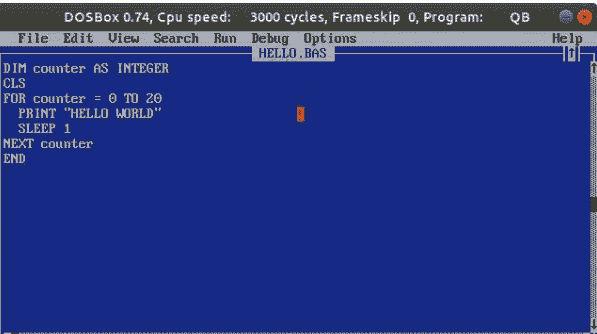 DOSBox 0.74, Cpu speed: 3000 cycles, Frameskip 0, Program: QB
File Edit View Search Run Debug Options Help
HELLO.BAS
DIM counter AS INTEGER
CLS
FOR counter = 0 TO 20
PRINT "HELLO WORLD"
SLEEP 1
NEXT counter
END